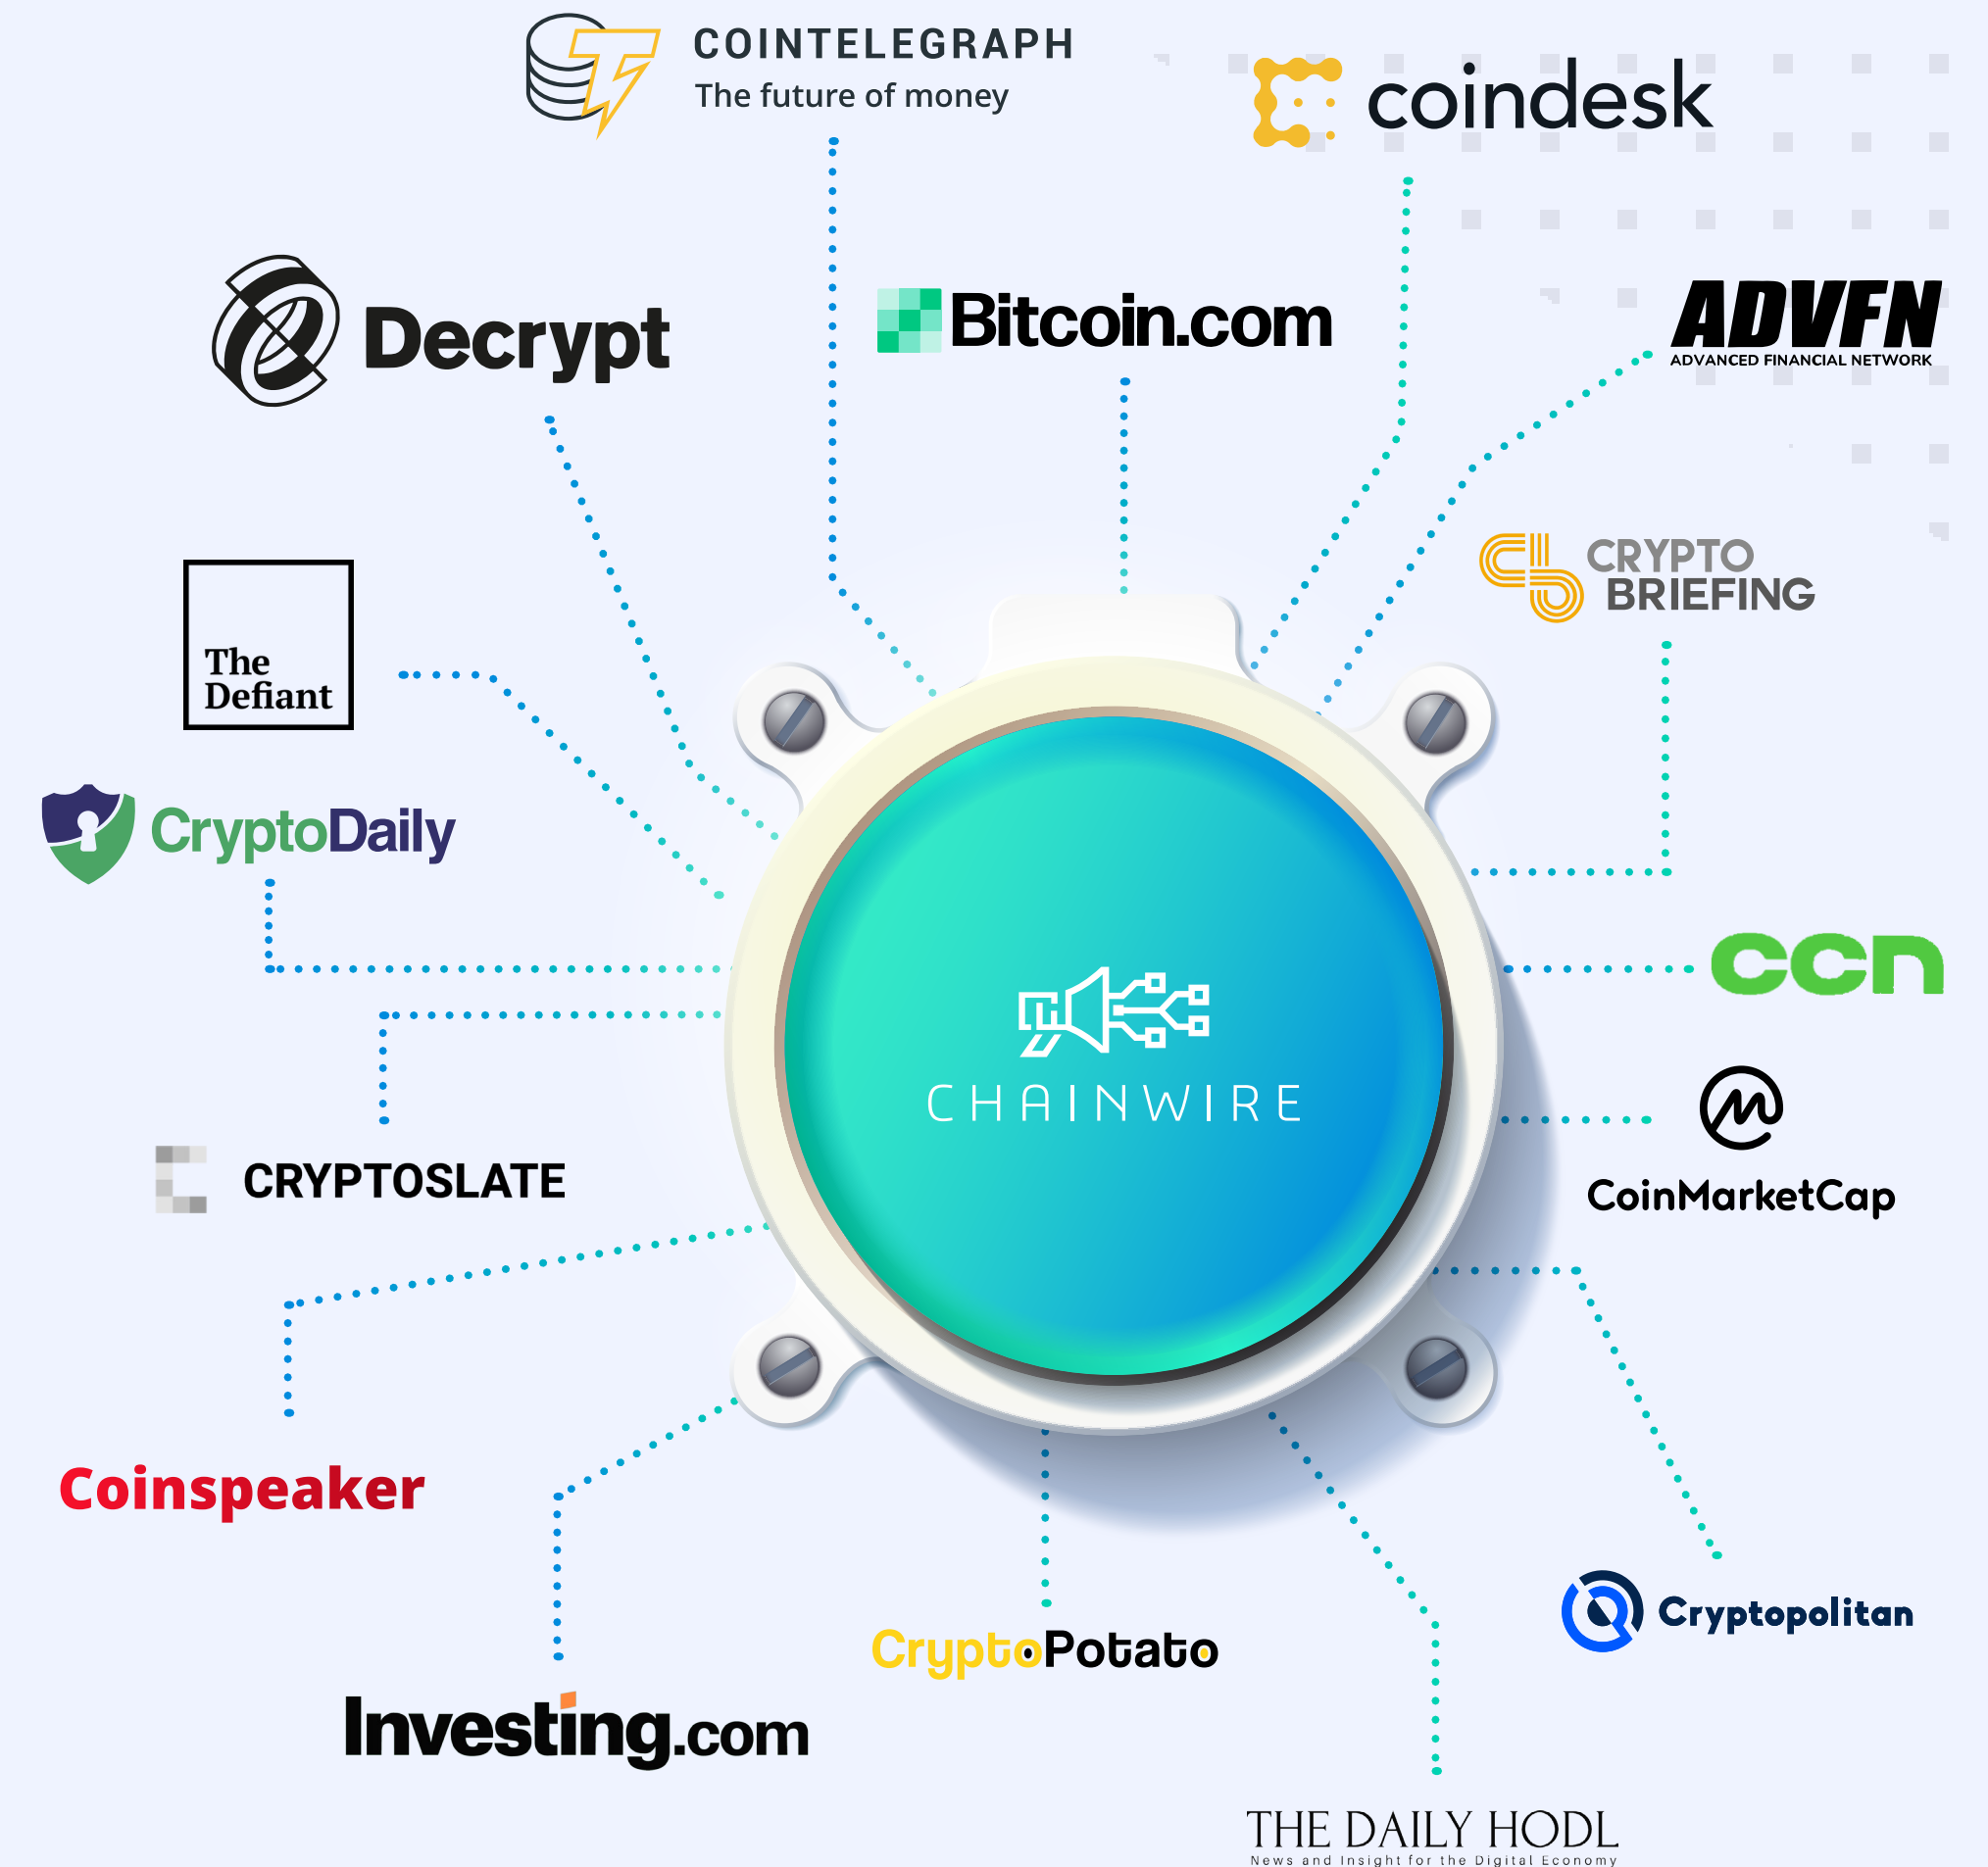 COINTELEGRAPH
The future of money
coindesk
Decrypt
Bitcoin.com
ADVFN
ADVANCED FINANCIAL NETWORK
CRYPTO
BRIEFING
The
Defiant
CryptoDaily
ccn
CHAINWIRE
CRYPTOSLATE
CoinMarketCap
Coinspeaker
Cryptopolitan
CryptoPotato
Investing.com
THE DAILY HODL
News and Insight for the Digital Economy